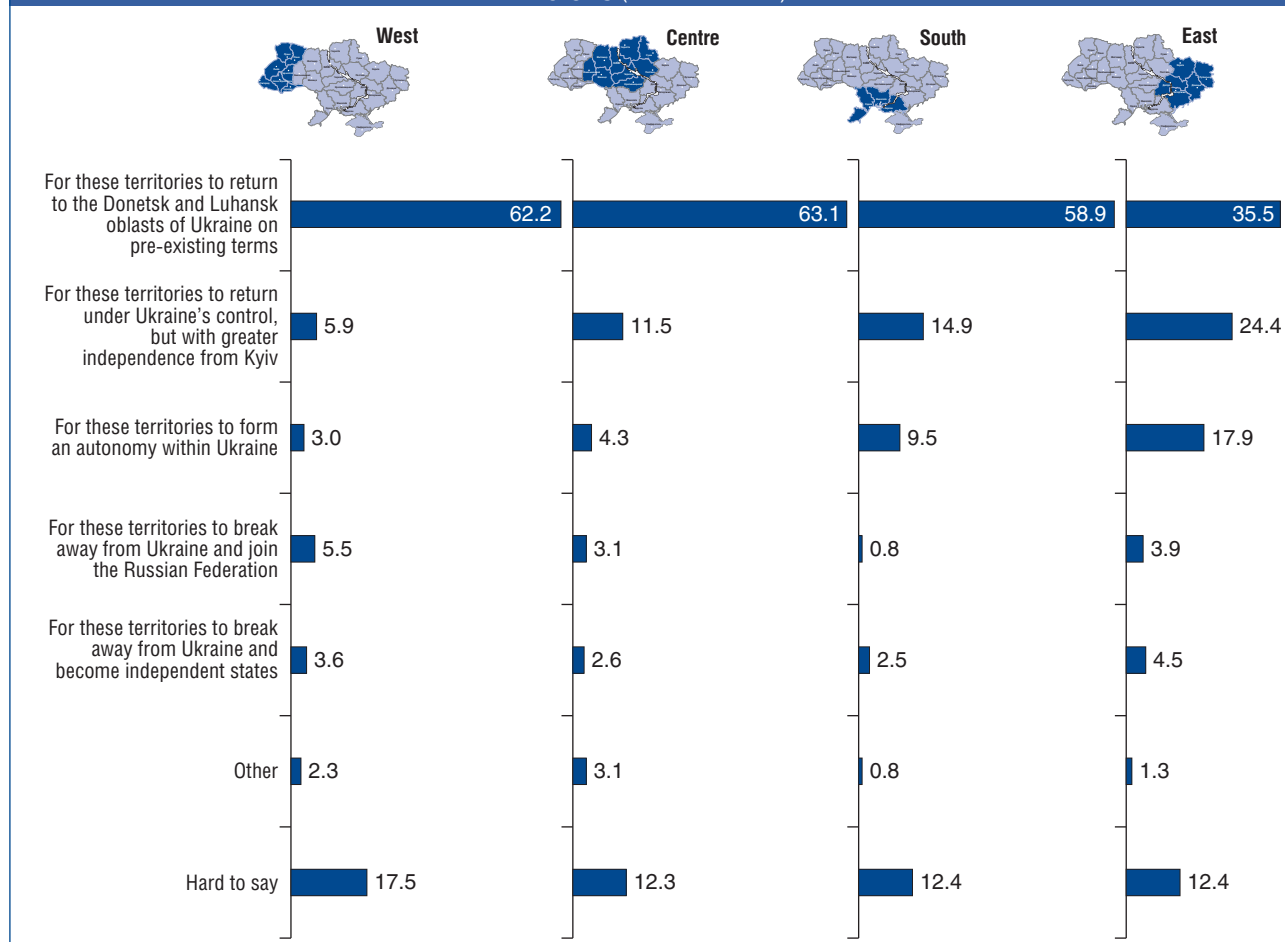 West Centre South East
For these territories to return
to the Donetsk and Luhansk
oblasts of Ukraine on
pre-existing terms
62.2 63.1 58.9 35.5
For these territories to return
under Ukraine's control,
but with greater
independence from Kyiv
5.9 11.5 14.9 24.4
For these territories to form
an autonomy within Ukraine
3.0 4.3 9.5 17.9
For these territories to break
away from Ukraine and join
the Russian Federation
5.5 3.1 0.8 3.9
For these territories to break
away from Ukraine and
become independent states
3.6 2.6 2.5 4.5
Other
2.3 3.1 0.8 1.3
Hard to say
17.5 12.3 12.4 12.4